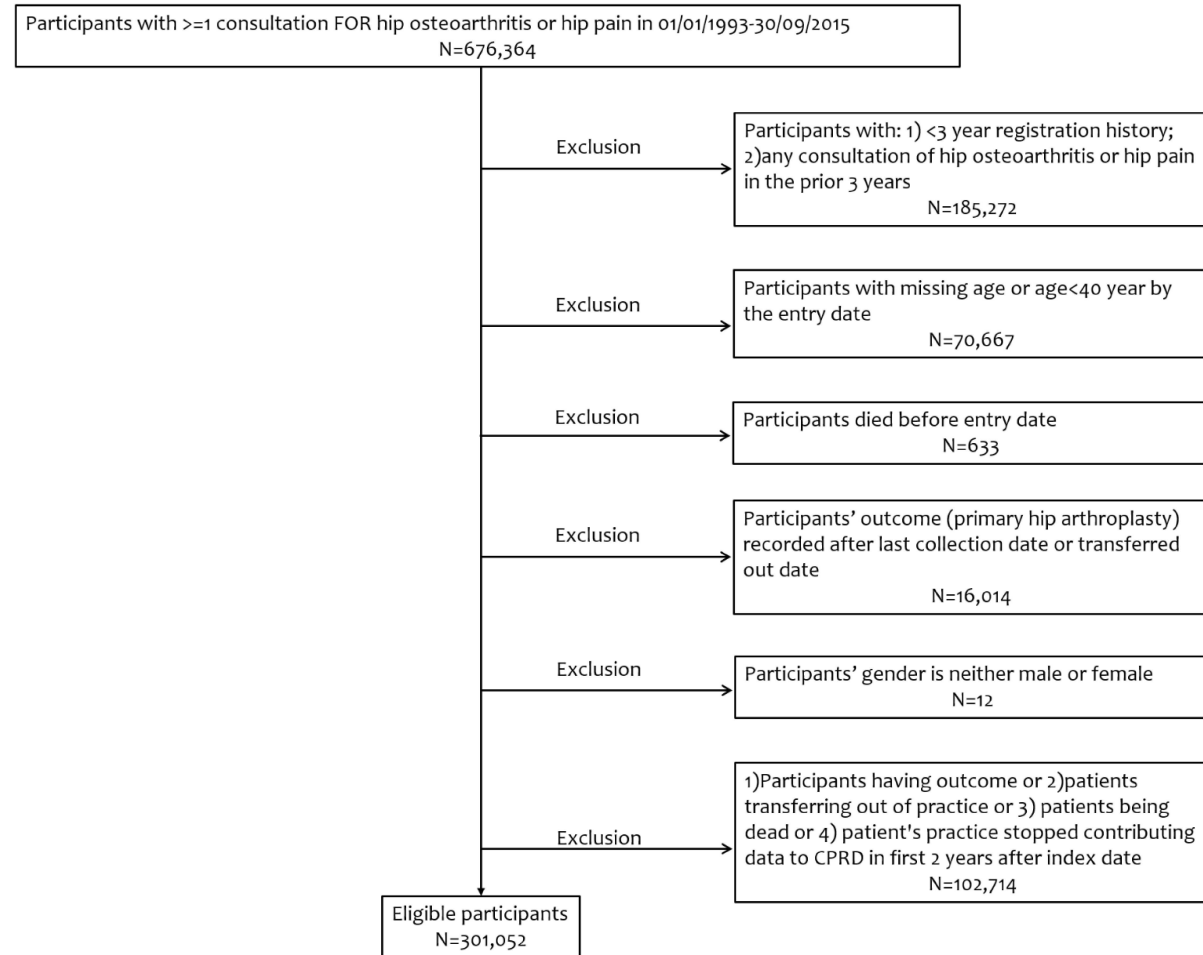 Participants with >=1 consultation FOR hip osteoarthritis or hip pain in 01/01/1993-30/09/2015
N=676,364
Exclusion
Participants with: 1) <3 year registration history;
2)any consultation of hip osteoarthritis or hip pain
in the prior 3 years
N=185,272
Exclusion
Participants with missing age or age<40 year by
the entry date
N=70,667
Exclusion
Participants died before entry date
N=633
Exclusion
Participants' outcome (primary hip arthroplasty)
recorded after last collection date or transferred
out date
N=16,014
Exclusion
Participants' gender is neither male or female
N=12
Exclusion
1)Participants having outcome or 2)patients
transferring out of practice or 3) patients being
dead or 4) patient's practice stopped contributing
data to CPRD in first 2 years after index date
N=102,714
Eligible participants
N=301,052